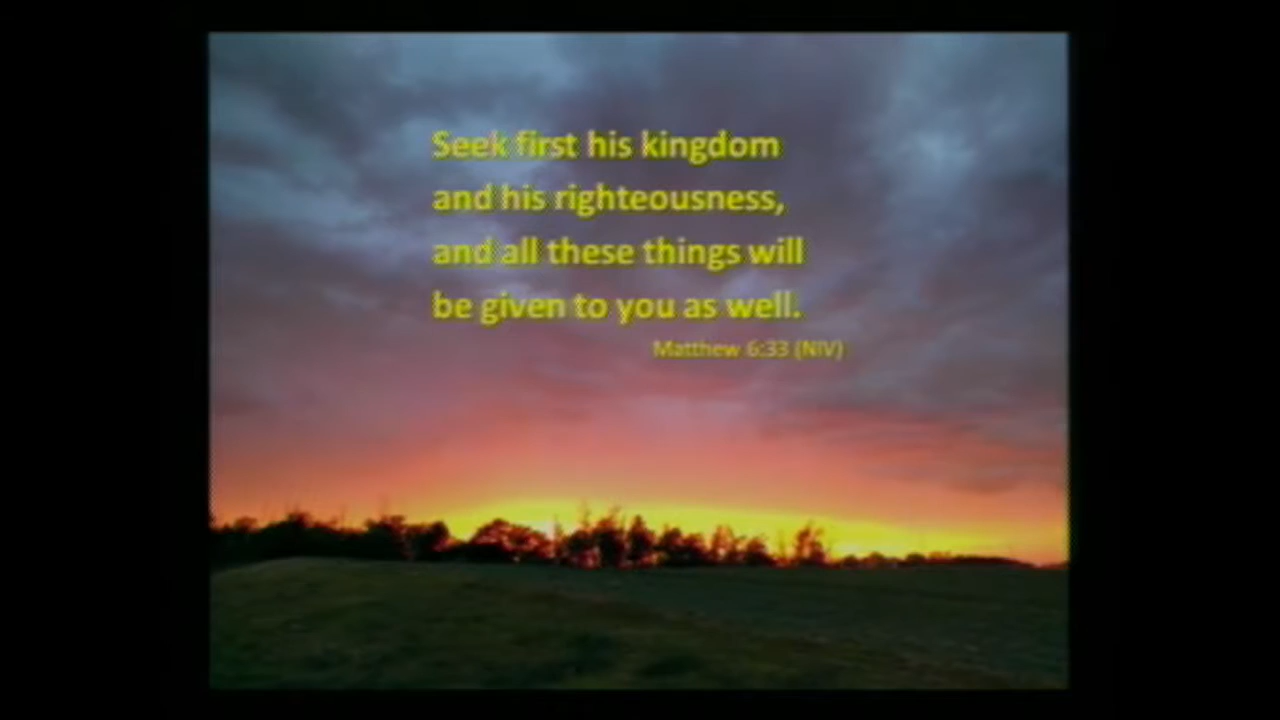 Seek first his kingdom
and his righteousness,
and all these things will
be given to you as well.
Matthew 6:33 (NIV)